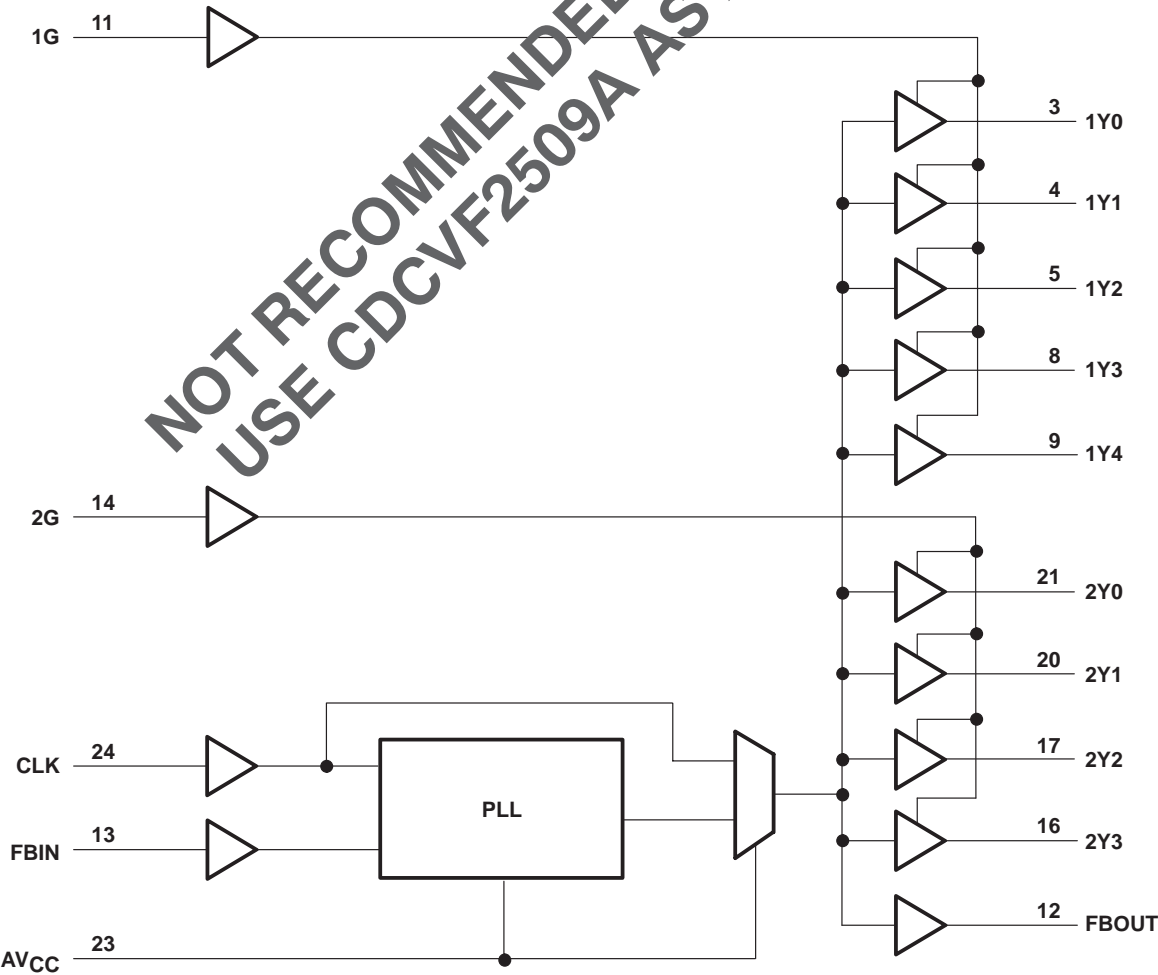 NOT RECOMMENDED
USE CDCVF2509A AS
1G
11
3
1Y0
4
1Y1
5
1Y2
8
1Y3
9
1Y4
2G
14
21
2Y0
20
2Y1
17
2Y2
16
2Y3
12
FBOUT
CLK
24
FBIN
13
AVCC
23
PLL